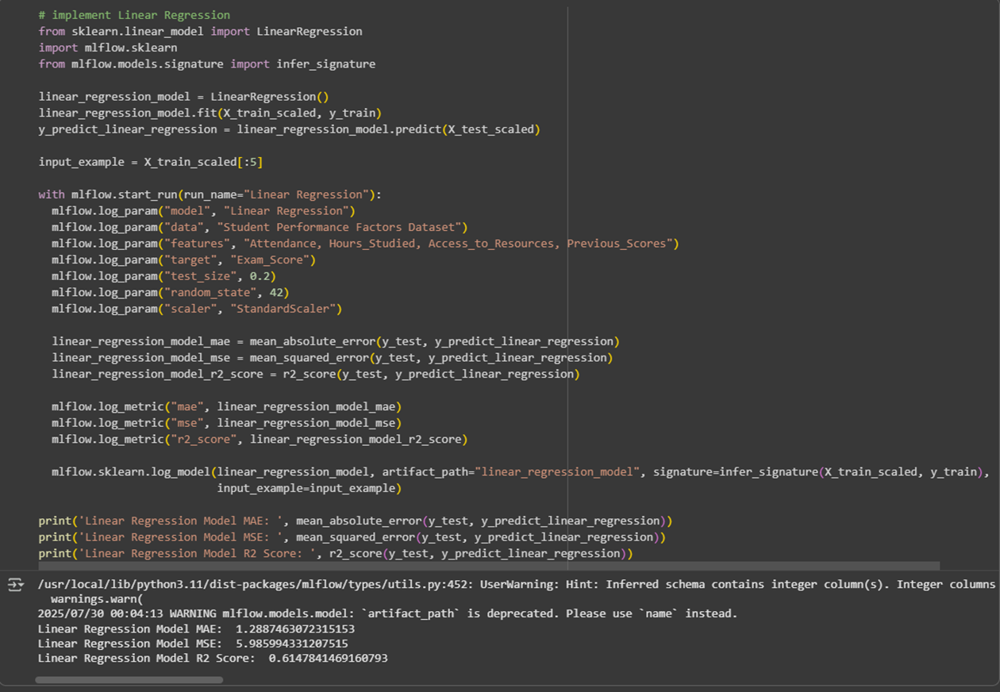 # implement Linear Regression
from sklearn.linear_model import LinearRegression
import mlflow.sklearn
from mlflow.models.signature import infer_signature

linear_regression_model = LinearRegression()
linear_regression_model.fit(X_train_scaled, y_train)
y_predict_linear_regression = linear_regression_model.predict(X_test_scaled)

input_example = X_train_scaled[:5]

with mlflow.start_run(run_name="Linear Regression"):
  mlflow.log_param("model", "Linear Regression")
  mlflow.log_param("data", "Student Performance Factors Dataset")
  mlflow.log_param("features", "Attendance, Hours_Studied, Access_to_Resources, Previous_Scores")
  mlflow.log_param("target", "Exam_Score")
  mlflow.log_param("test_size", 0.2)
  mlflow.log_param("random_state", 42)
  mlflow.log_param("scaler", "StandardScaler")

  linear_regression_model_mae = mean_absolute_error(y_test, y_predict_linear_regression)
  linear_regression_model_mse = mean_squared_error(y_test, y_predict_linear_regression)
  linear_regression_model_r2_score = r2_score(y_test, y_predict_linear_regression)

  mlflow.log_metric("mae", linear_regression_model_mae)
  mlflow.log_metric("mse", linear_regression_model_mse)
  mlflow.log_metric("r2_score", linear_regression_model_r2_score)

  mlflow.sklearn.log_model(linear_regression_model, artifact_path="linear_regression_model", signature=infer_signature(X_train_scaled, y_train),
                           input_example=input_example)

print('Linear Regression Model MAE: ', mean_absolute_error(y_test, y_predict_linear_regression))
print('Linear Regression Model MSE: ', mean_squared_error(y_test, y_predict_linear_regression))
print('Linear Regression Model R2 Score: ', r2_score(y_test, y_predict_linear_regression))
/usr/local/lib/python3.11/dist-packages/mlflow/types/utils.py:452: UserWarning: Hint: Inferred schema contains integer column(s). Integer columns
  warnings.warn(
2025/07/30 00:04:13 WARNING mlflow.models.model: `artifact_path` is deprecated. Please use `name` instead.
Linear Regression Model MAE:  1.2887463072315153
Linear Regression Model MSE:  5.985994331207515
Linear Regression Model R2 Score:  0.6147841469160793